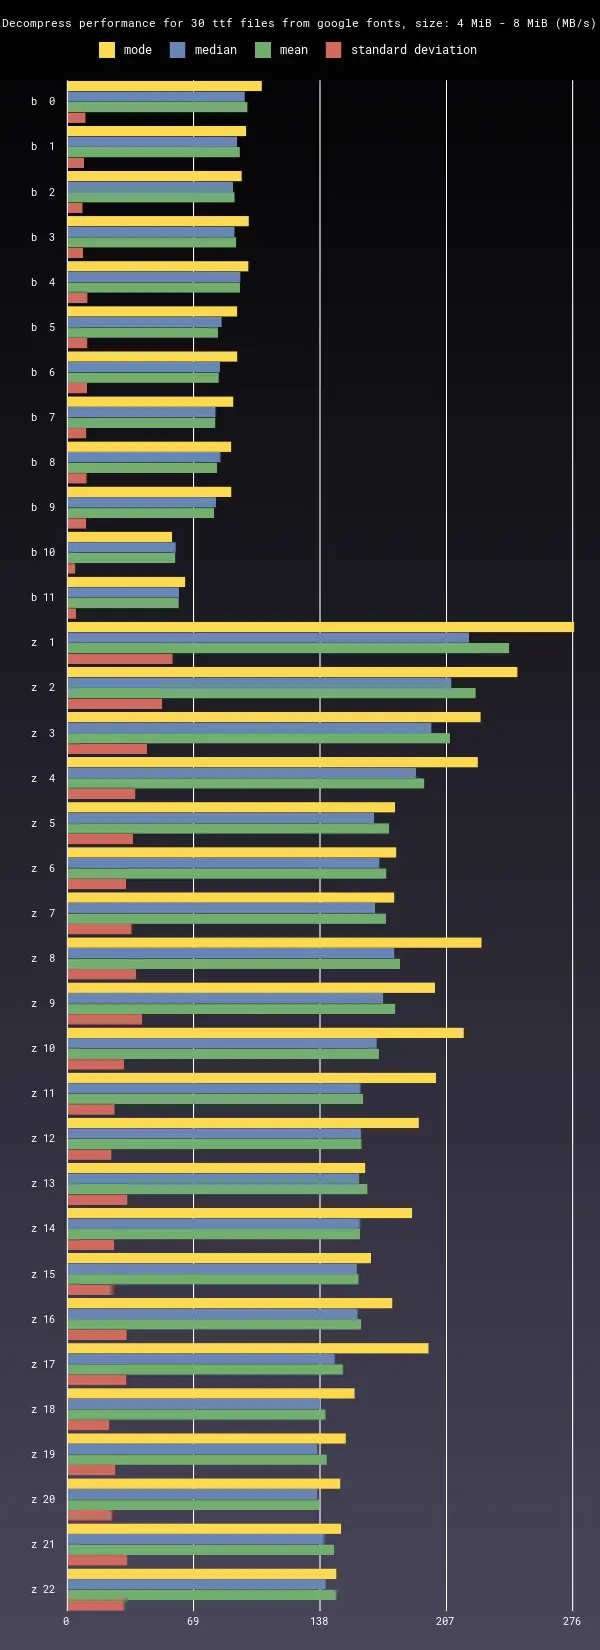 Decompress performance for 30 ttf files from google fonts, size: 4 MiB - 8 MiB (MB/s)
mode median mean standard deviation
b 0
b 1
b 2
b 3
b 4
b 5
b 6
b 7
b 8
b 9
b 10
b 11
z 1
z 2
z 3
z 4
z 5
z 6
z 7
z 8
z 9
z 10
z 11
z 12
z 13
z 14
z 15
z 16
z 17
z 18
z 19
z 20
z 21
z 22
0 69 138 207 276